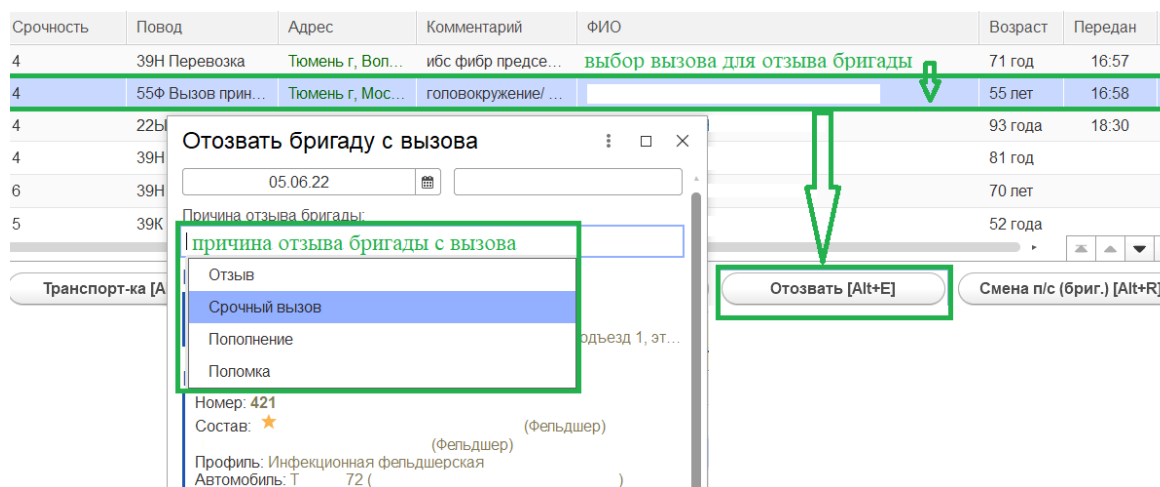 Срочность Повод Адрес Комментарий ФИО Возраст Передан
4 39Н Перевозка Тюмень г, Вол... ибс фибр предсе... выбор вызова для отзыва бригады 71 год 16:57
4 55Ф Вызов прин... Тюмень г, Мос... головокружение/ ... 55 лет 16:58
4 22Ы 93 года 18:30
4 39Н 81 год
6 39Н 70 лет
5 39К 52 года
Отозвать бригаду с вызова
05.06.22
Причина отзыва бригады:
причина отзыва бригады с вызова
Отзыв
Срочный вызов
Пополнение
Поломка
Транспорт-ка [A Отозвать [Alt+E] Смена п/с (бриг.) [Alt+R]
одъезд 1, эт...
Номер: 421
Состав: (Фельдшер)
(Фельдшер)
Профиль: Инфекционная фельдшерская
Автомобиль: Т 72 ( )